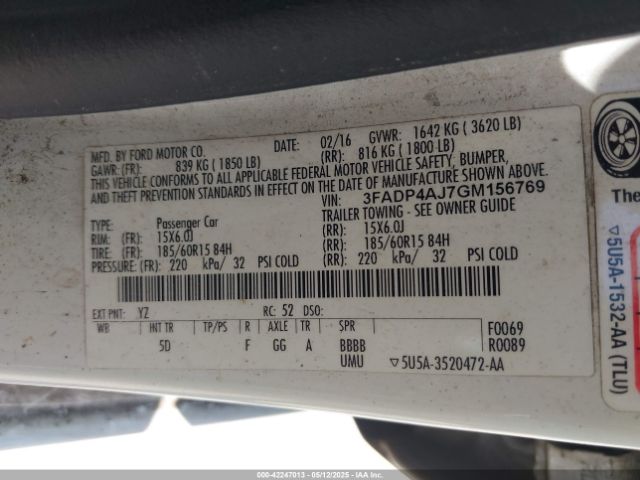 MFD. BY FORD MOTOR CO. DATE: 02/16 GVWR: 1642 KG ( 3620 LB)
GAWR: (FR): 839 KG ( 1850 LB) (RR): 816 KG ( 1800 LB)
THIS VEHICLE CONFORMS TO ALL APPLICABLE FEDERAL MOTOR VEHICLE SAFETY, BUMPER,
AND THEFT PREVENTION STANDARDS IN EFFECT ON THE DATE OF MANUFACTURE SHOWN ABOVE.
VIN: 3FADP4AJ7GM156769
TYPE: Passenger Car TRAILER TOWING - SEE OWNER GUIDE
RIM: (FR): 15X6.0J (RR): 15X6.0J
TIRE: (FR): 185/60R15 84H (RR): 185/60R15 84H
PRESSURE: (FR): 220 kPa/ 32 PSI COLD (RR): 220 kPa/ 32 PSI COLD
EXT PNT: YZ RC: 52 DSO:
WB INT TR TP/PS R AXLE TR SPR F0069
5D F GG A BBBB R0089
UMU ▽5U5A-3520472-AA
The
▽5U5A-1532-AA (TLU)
000-42247013 - 05/12/2025 - IAAI.COM